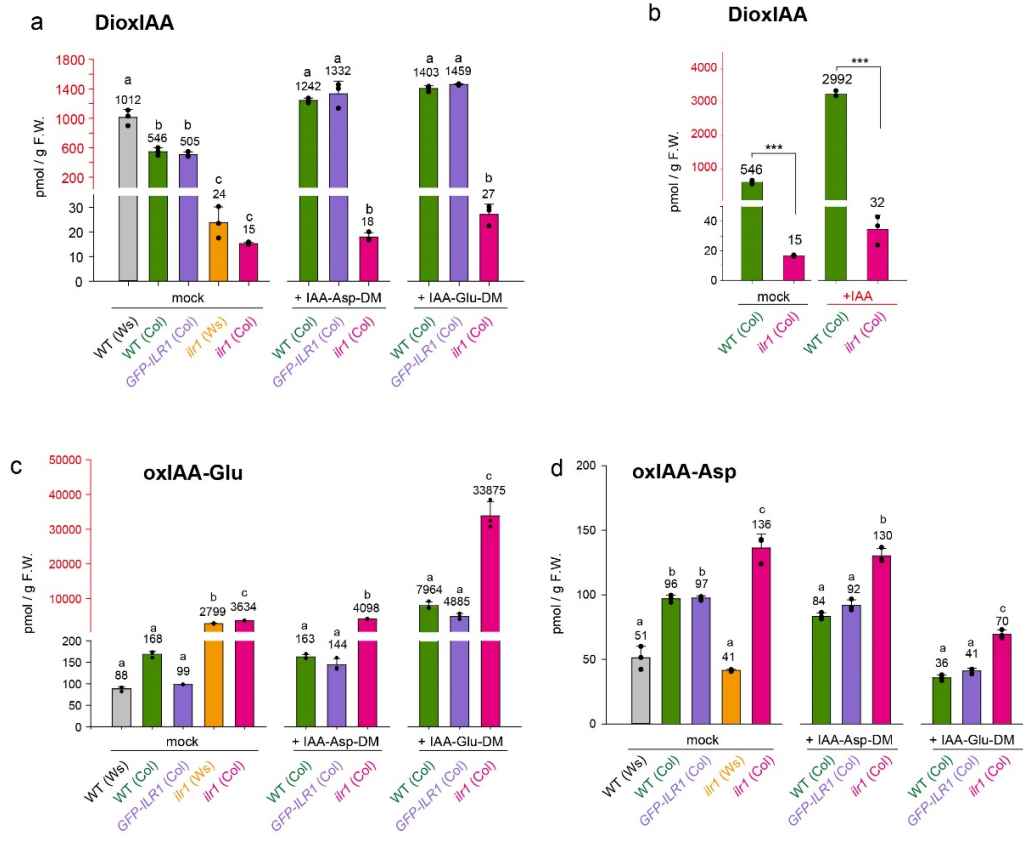 a
DioxIAA
pmol / g F.W.
1800
1400
1000
600
200
30
20
10
0
a
1012
b
546
b
505
c
24
c
15
a
1242
a
1332
b
18
a
1403
a
1459
b
27
mock
+ IAA-Asp-DM
+ IAA-Glu-DM
WT (Ws)
WT (Col)
GFP-ILR1 (Col)
ilr1 (Ws)
ilr1 (Col)
WT (Col)
GFP-ILR1 (Col)
ilr1 (Col)
WT (Col)
GFP-ILR1 (Col)
ilr1 (Col)
b
DioxIAA
pmol / g F.W.
4000
3000
2000
1000
40
20
0
546
***
15
2992
***
32
mock
+IAA
WT (Col)
ilr1 (Col)
WT (Col)
ilr1 (Col)
c
oxIAA-Glu
pmol / g F.W.
50000
40000
30000
20000
10000
200
150
100
50
0
a
88
a
168
a
99
b
2799
c
3634
a
163
a
144
b
4098
a
7964
a
4885
c
33875
mock
+ IAA-Asp-DM
+ IAA-Glu-DM
WT (Ws)
WT (Col)
GFP-ILR1 (Col)
ilr1 (Ws)
ilr1 (Col)
WT (Col)
GFP-ILR1 (Col)
ilr1 (Col)
WT (Col)
GFP-ILR1 (Col)
ilr1 (Col)
d
oxIAA-Asp
pmol / g F.W.
200
150
100
50
0
a
51
b
96
b
97
a
41
c
136
a
84
a
92
b
130
a
36
a
41
c
70
mock
+ IAA-Asp-DM
+ IAA-Glu-DM
WT (Ws)
WT (Col)
GFP-ILR1 (Col)
ilr1 (Ws)
ilr1 (Col)
WT (Col)
GFP-ILR1 (Col)
ilr1 (Col)
WT (Col)
GFP-ILR1 (Col)
ilr1 (Col)